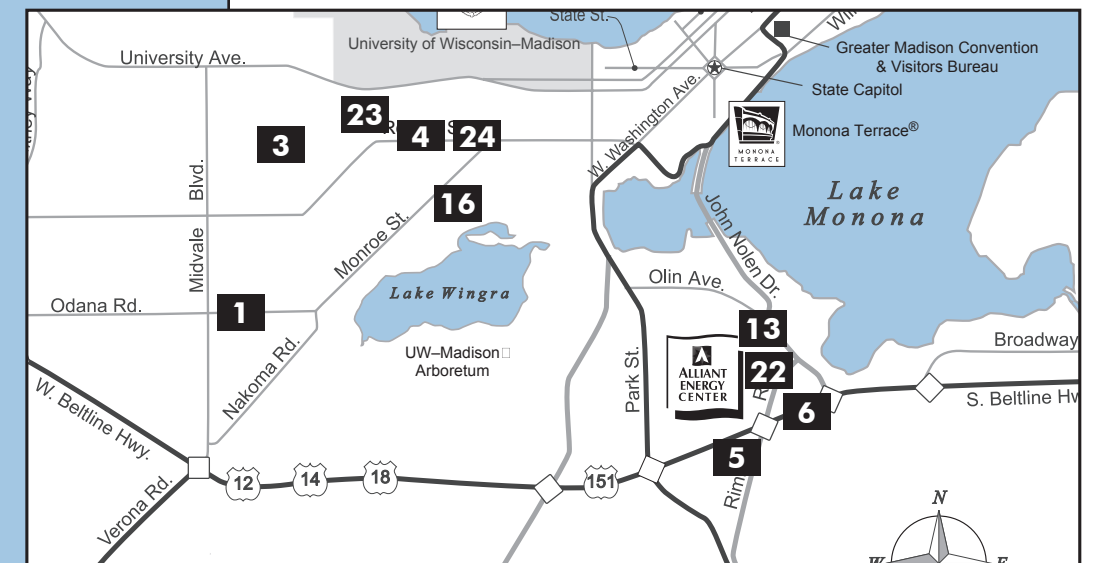 State St.
University of Wisconsin–Madison
University Ave.
Greater Madison Convention
& Visitors Bureau
State Capitol
W. Washington Ave.
MONONA
TERRACE
Monona Terrace®
23
3
4
24
16
Lake
Monona
Midvale Blvd.
Monroe St.
John Nolen Dr.
Lake Wingra
Olin Ave.
Odana Rd.
1
13
UW–Madison
Arboretum
ALLIANT
ENERGY
CENTER
22
Broadway
Nakoma Rd.
Park St.
6
S. Beltline Hw
W. Beltline Hwy.
5
Rim
12
14
18
151
Verona Rd.
N
W
E